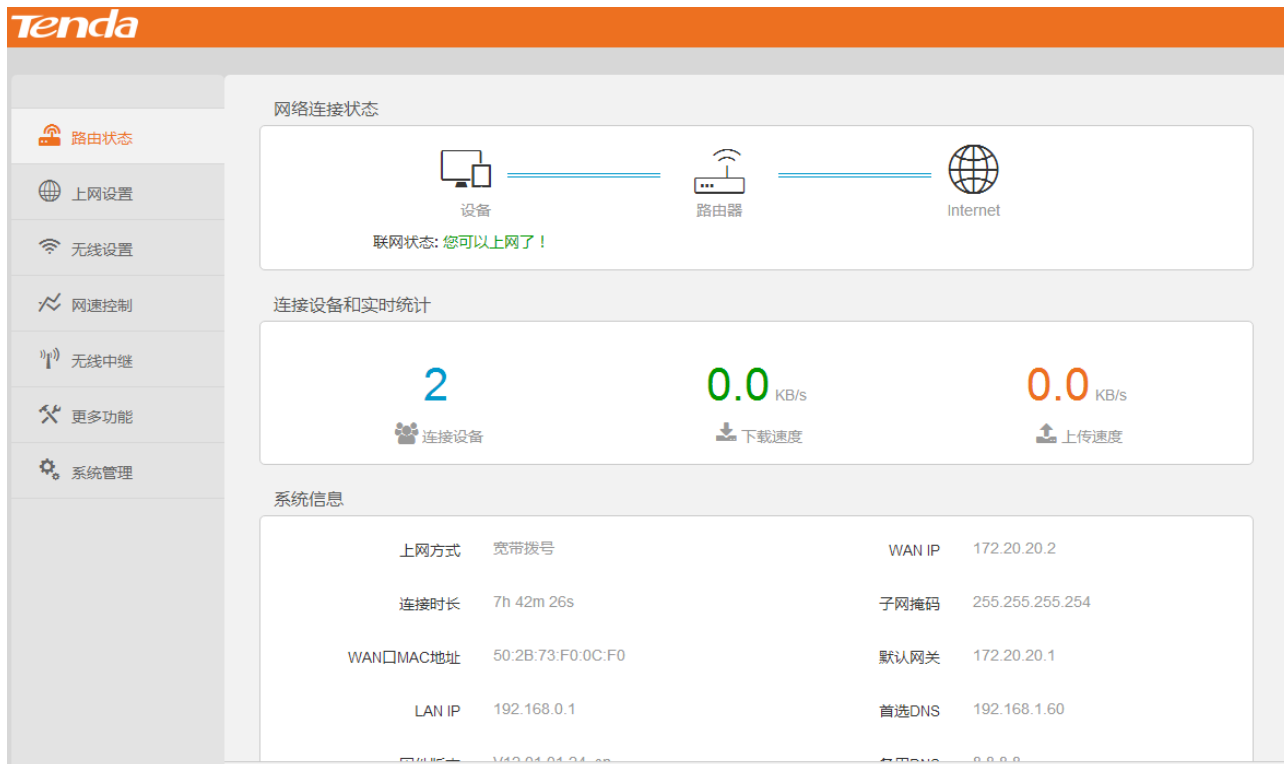 Tenda
路由状态
上网设置
无线设置
网速控制
无线中继
更多功能
系统管理
网络连接状态
设备
路由器
Internet
联网状态: 您可以上网了！
连接设备和实时统计
2
连接设备
0.0 KB/s
下载速度
0.0 KB/s
上传速度
系统信息
上网方式 宽带拨号 WAN IP 172.20.20.2
连接时长 7h 42m 26s 子网掩码 255.255.255.254
WAN口MAC地址 50:2B:73:F0:0C:F0 默认网关 172.20.20.1
LAN IP 192.168.0.1 首选DNS 192.168.1.60